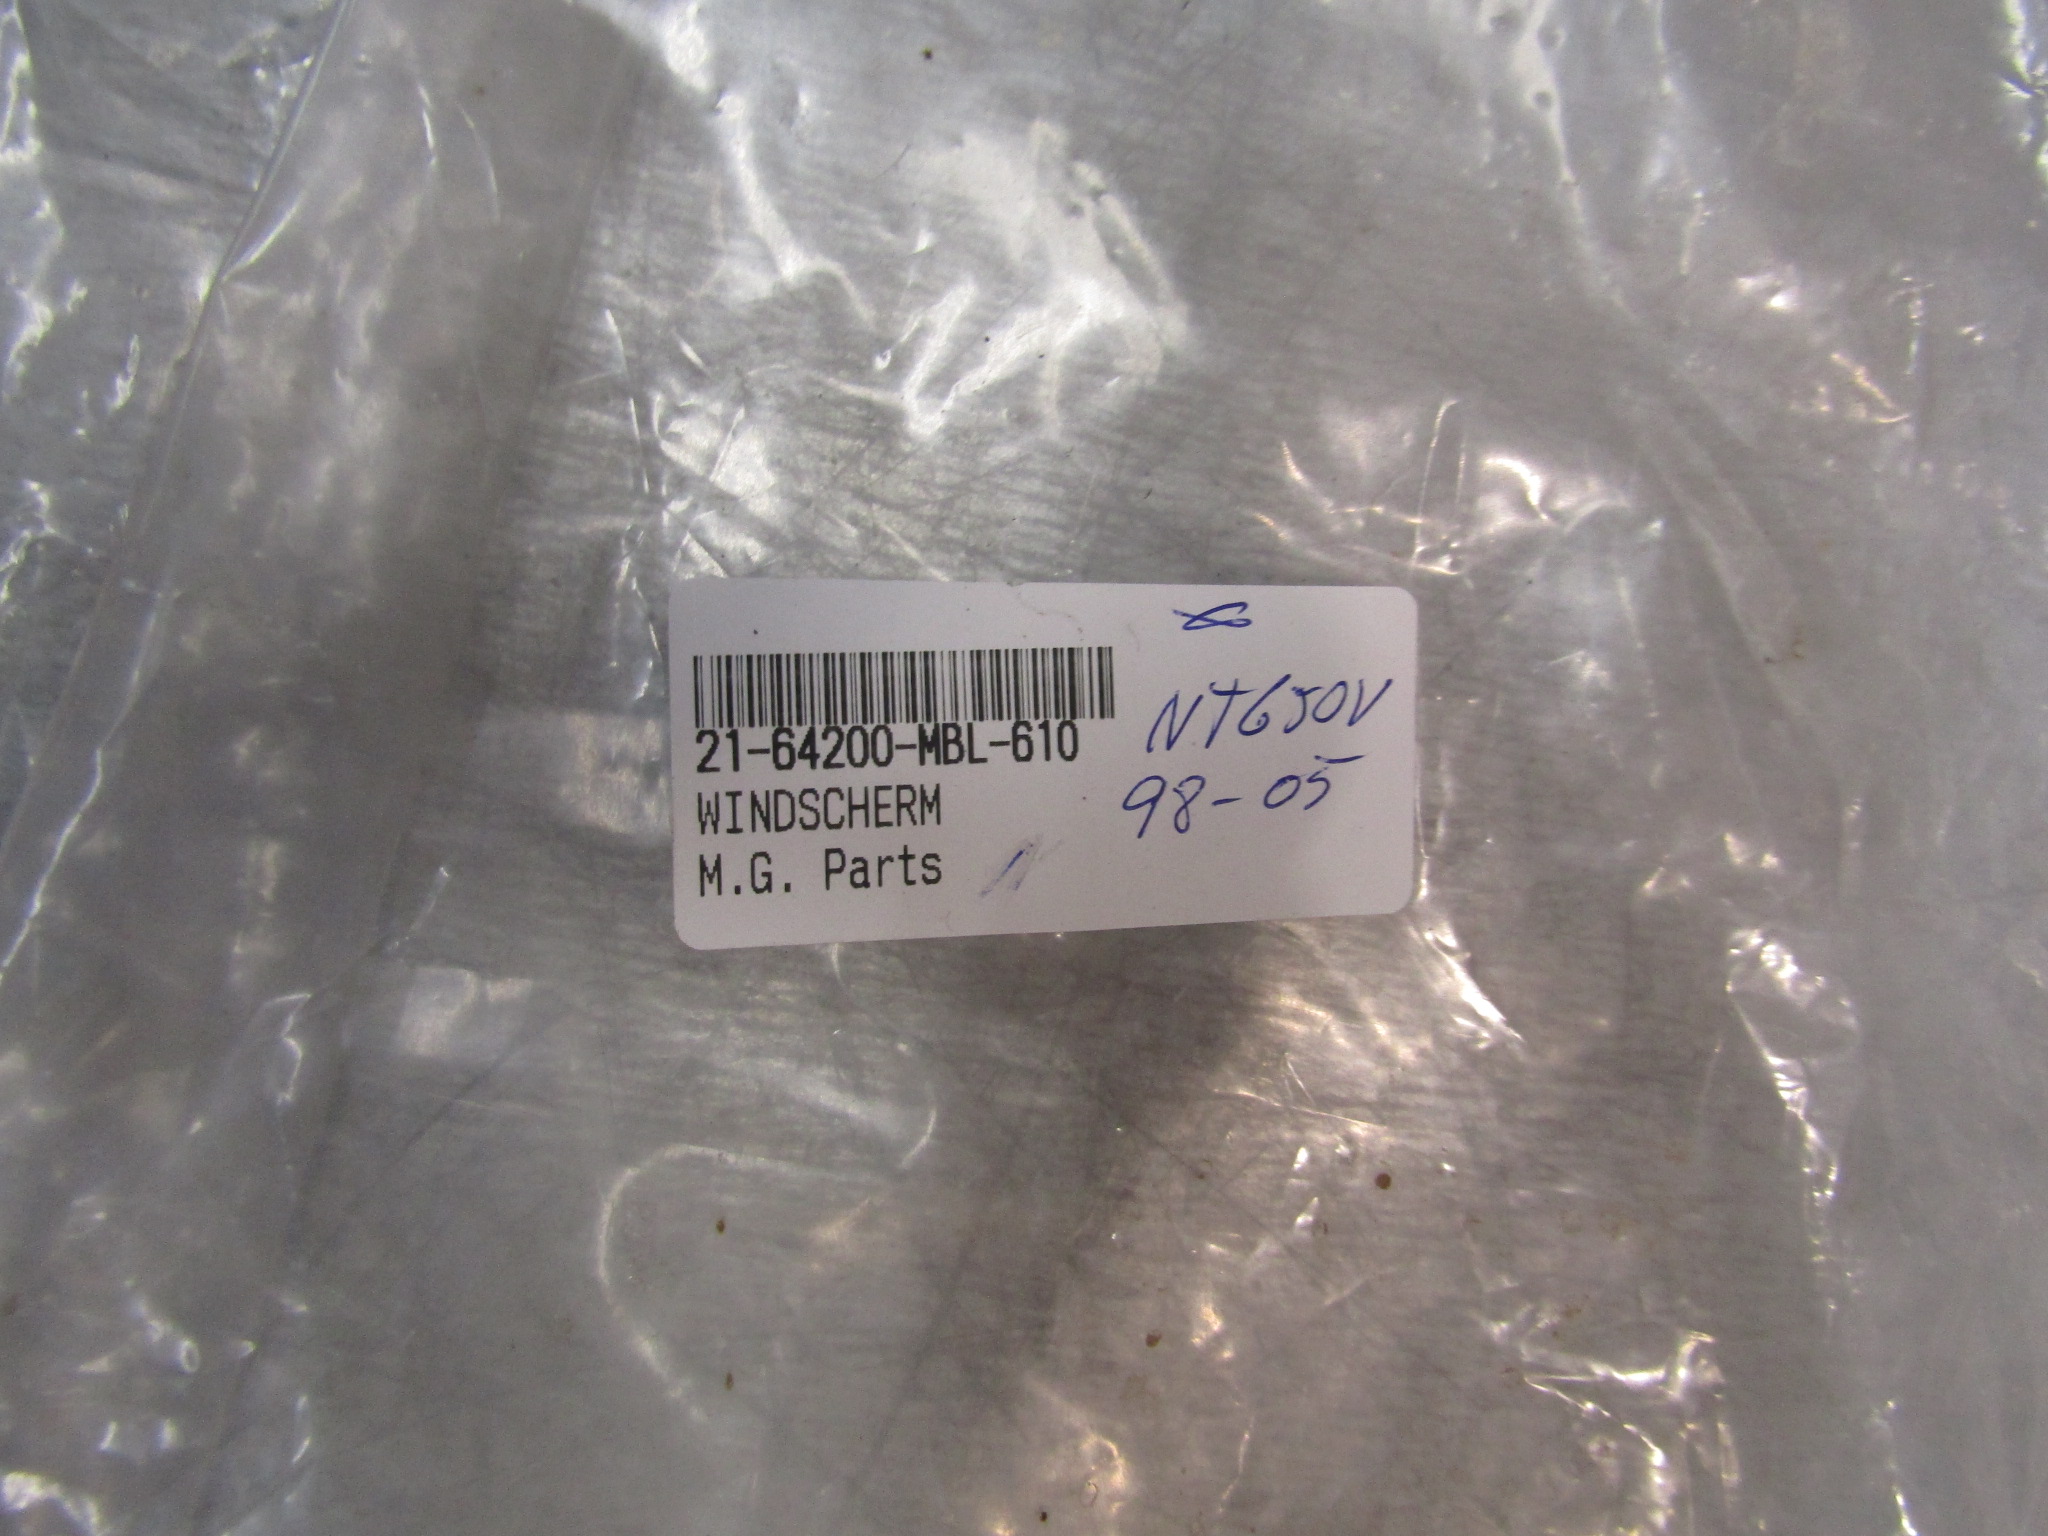 21-64200-MBL-610
WINDSCHERM
M.G. Parts
NT650V
98-05